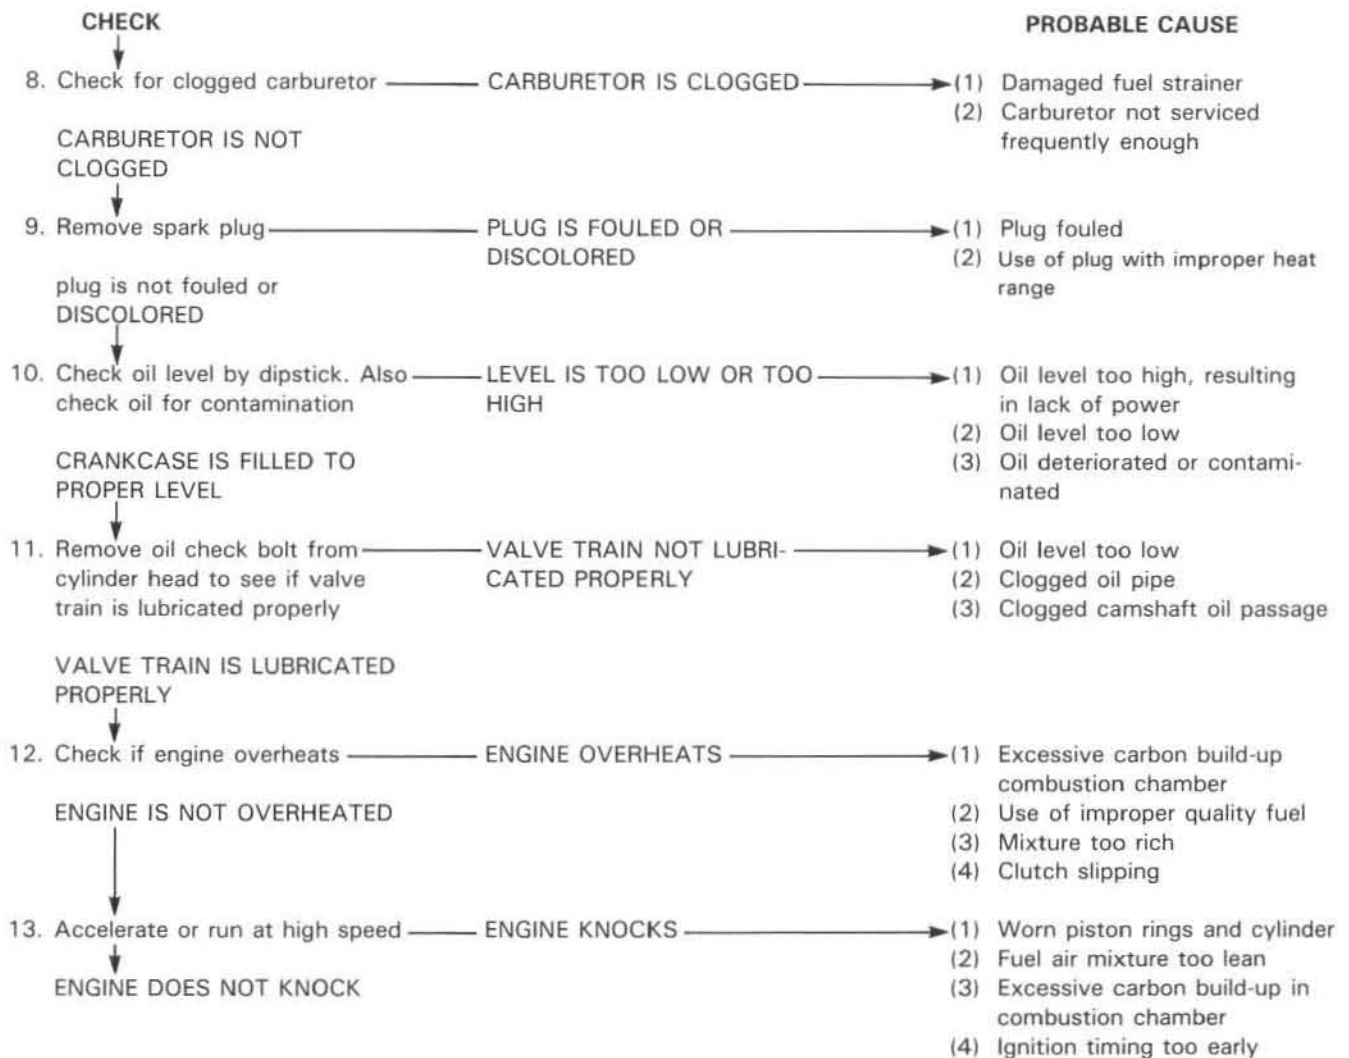 CHECK
PROBABLE CAUSE
8. Check for clogged carburetor
CARBURETOR IS CLOGGED
(1) Damaged fuel strainer
(2) Carburetor not serviced
frequently enough
CARBURETOR IS NOT
CLOGGED
9. Remove spark plug
PLUG IS FOULED OR
DISCOLORED
(1) Plug fouled
(2) Use of plug with improper heat
range
plug is not fouled or
DISCOLORED
10. Check oil level by dipstick. Also
check oil for contamination
LEVEL IS TOO LOW OR TOO
HIGH
(1) Oil level too high, resulting
in lack of power
(2) Oil level too low
(3) Oil deteriorated or contami-
nated
CRANKCASE IS FILLED TO
PROPER LEVEL
11. Remove oil check bolt from
cylinder head to see if valve
train is lubricated properly
VALVE TRAIN NOT LUBRI-
CATED PROPERLY
(1) Oil level too low
(2) Clogged oil pipe
(3) Clogged camshaft oil passage
VALVE TRAIN IS LUBRICATED
PROPERLY
12. Check if engine overheats
ENGINE OVERHEATS
(1) Excessive carbon build-up
combustion chamber
(2) Use of improper quality fuel
(3) Mixture too rich
(4) Clutch slipping
ENGINE IS NOT OVERHEATED
13. Accelerate or run at high speed
ENGINE KNOCKS
(1) Worn piston rings and cylinder
(2) Fuel air mixture too lean
(3) Excessive carbon build-up in
combustion chamber
(4) Ignition timing too early
ENGINE DOES NOT KNOCK